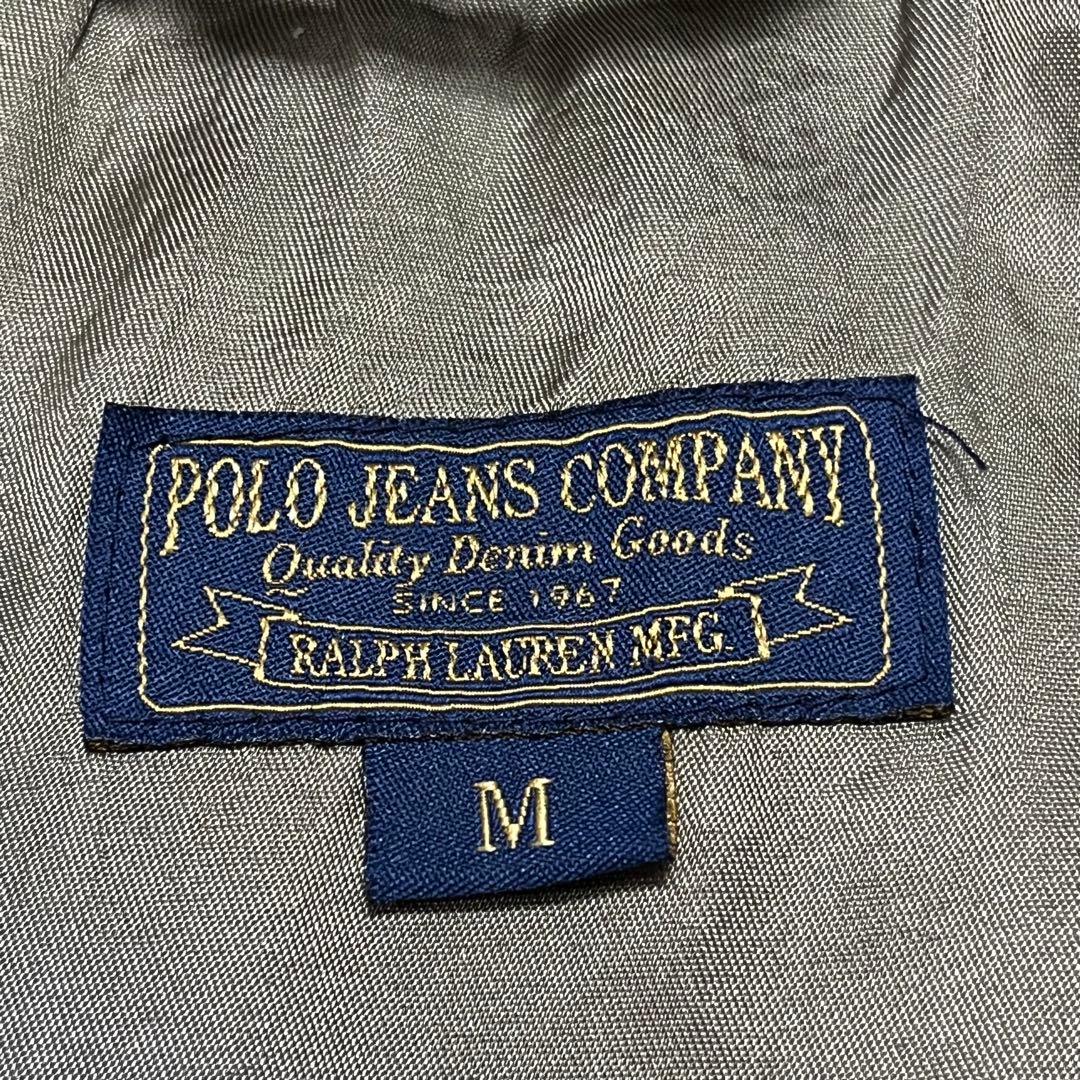 POLO JEANS COMPANY
Quality Denim Goods
SINCE 1967
RALPH LAUREN MFG.
M